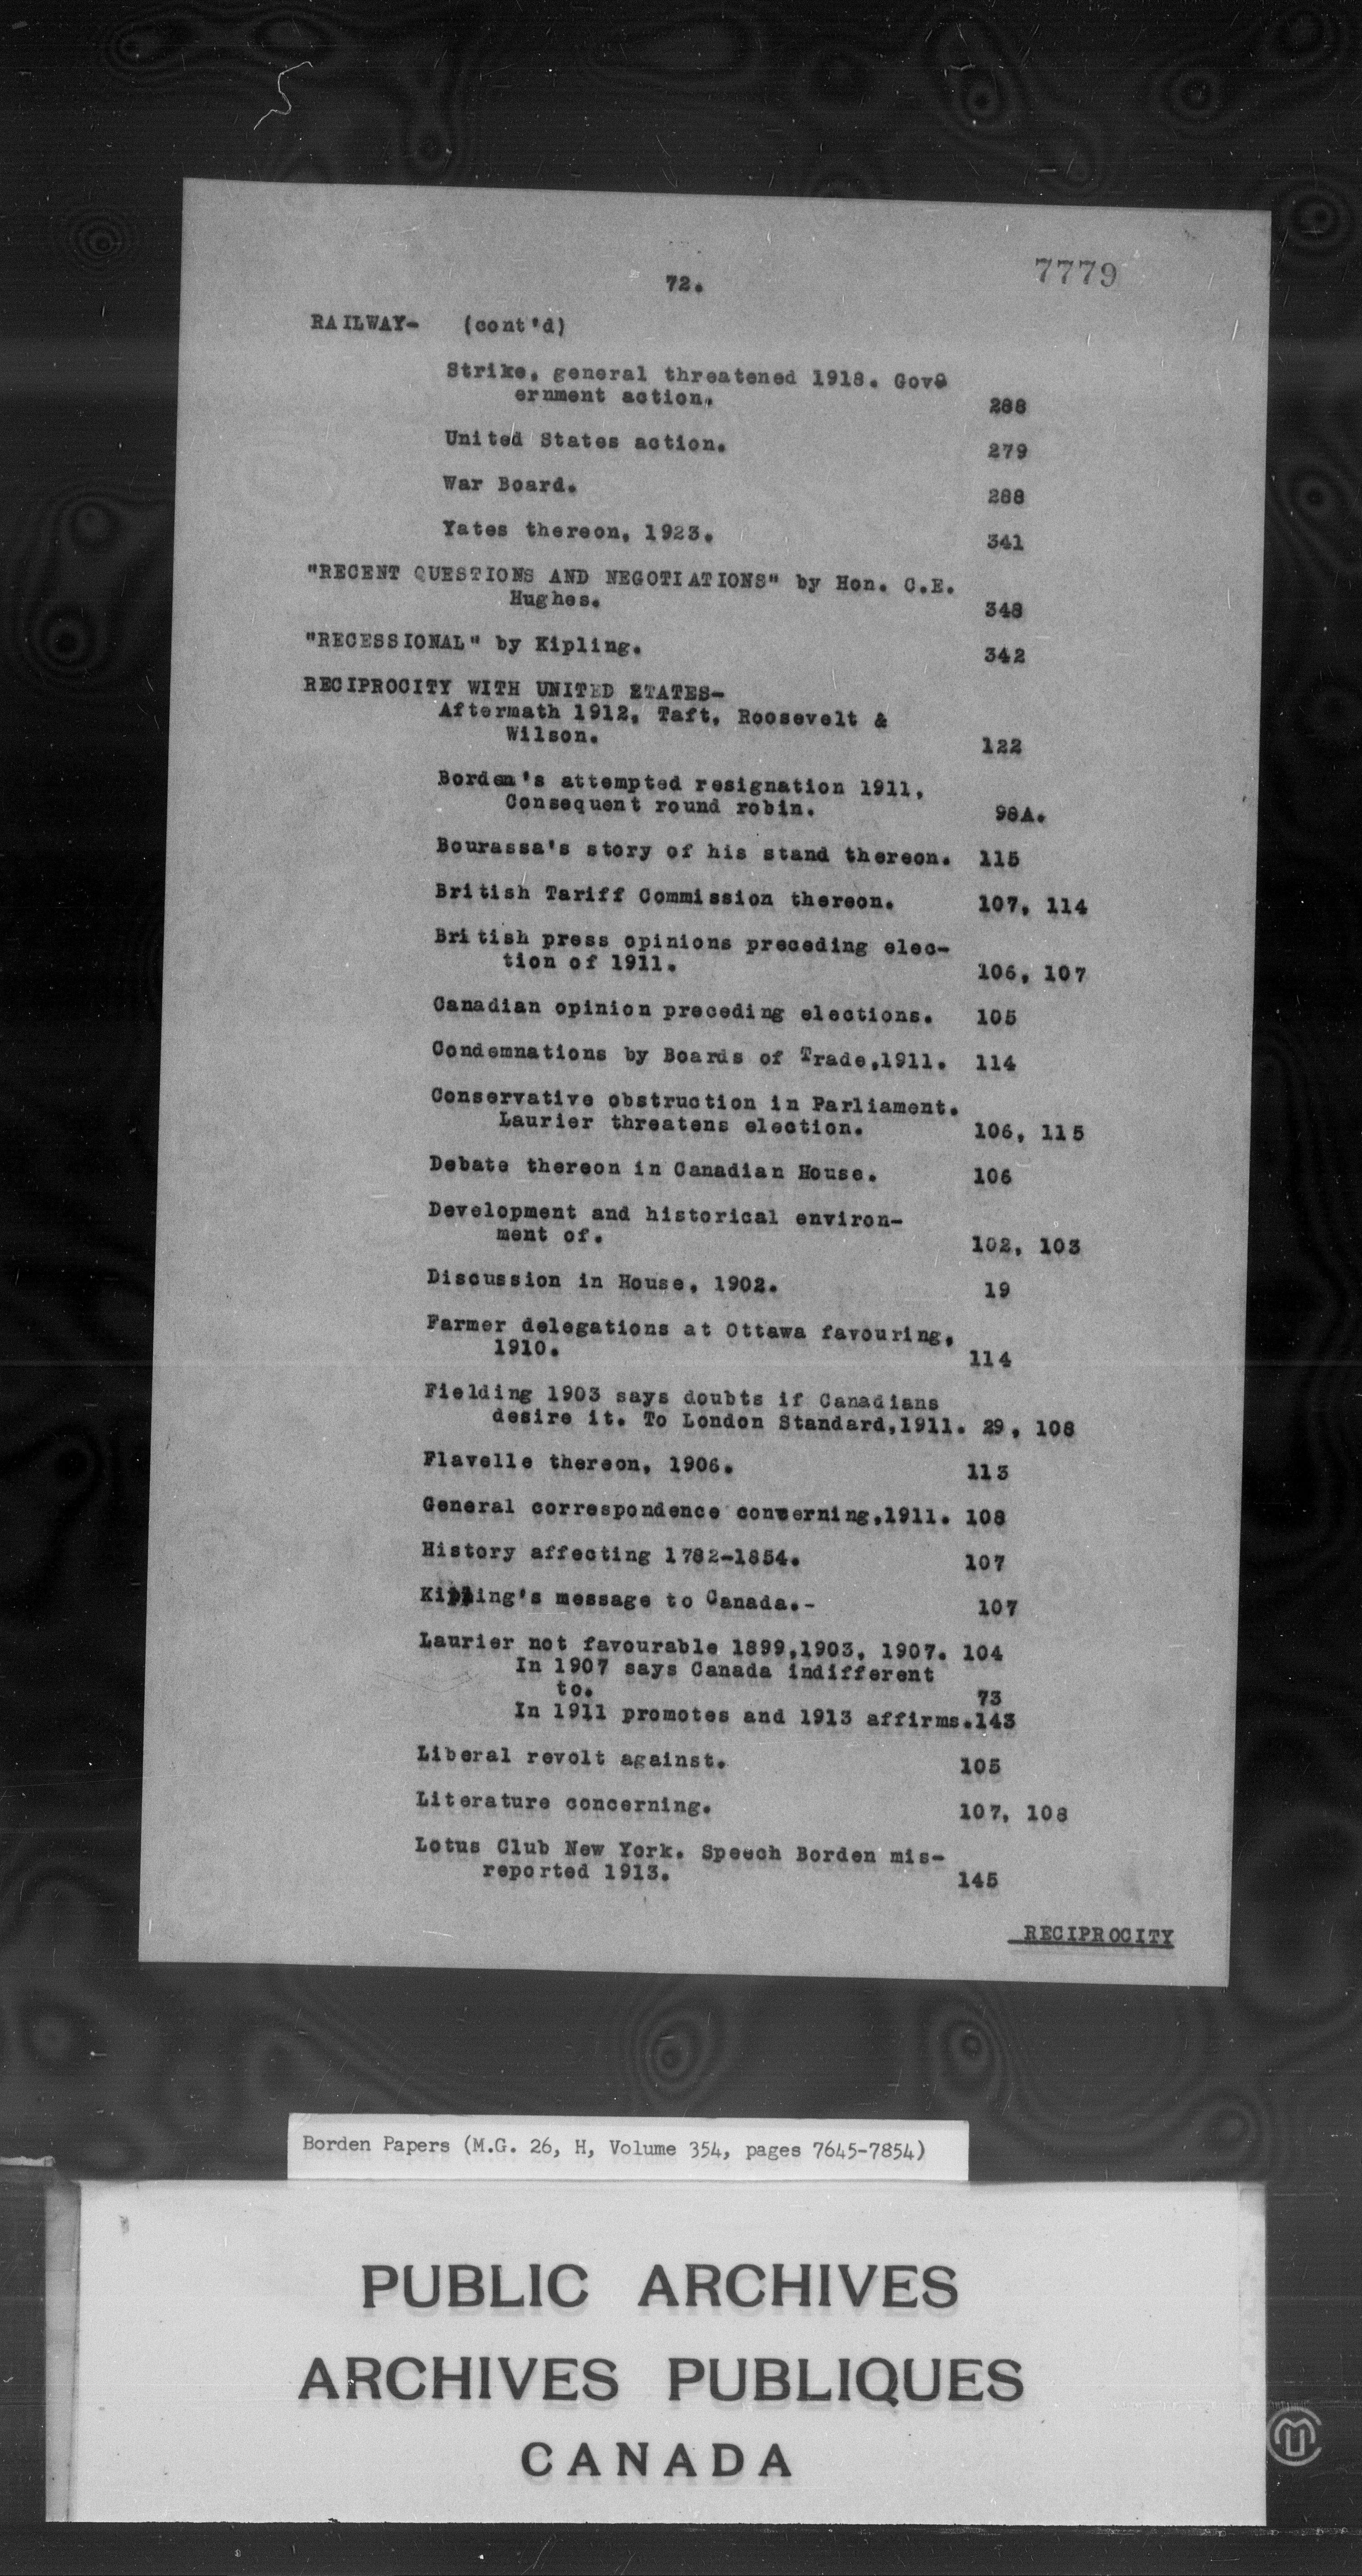 7779
72.
RAILWAY- (cont'd)
Strike, general threatened 1918. Gov-
ernment action. 288
United States action. 279
War Board. 288
Yates thereon, 1923. 341
"RECENT QUESTIONS AND NEGOTIATIONS" by Hon. C.E.
Hughes. 348
"RECESSIONAL" by Kipling. 342
RECIPROCITY WITH UNITED STATES-
Aftermath 1912, Taft, Roosevelt &
Wilson. 122
Borden's attempted resignation 1911,
Consequent round robin. 98A.
Bourassa's story of his stand thereon. 115
British Tariff Commission thereon. 107, 114
British press opinions preceding elec-
tion of 1911. 106, 107
Canadian opinion preceding elections. 105
Condemnations by Boards of Trade,1911. 114
Conservative obstruction in Parliament.
Laurier threatens election. 106, 115
Debate thereon in Canadian House. 106
Development and historical environ-
ment of. 102, 103
Discussion in House, 1902. 19
Farmer delegations at Ottawa favouring,
1910. 114
Fielding 1903 says doubts if Canadians
desire it. To London Standard,1911. 29, 108
Flavelle thereon, 1906. 113
General correspondence concerning,1911. 108
History affecting 1782-1854. 107
Kipling's message to Canada.- 107
Laurier not favourable 1899,1903, 1907. 104
In 1907 says Canada indifferent
to. 73
In 1911 promotes and 1913 affirms.143
Liberal revolt against. 105
Literature concerning. 107, 108
Lotus Club New York. Speech Borden mis-
reported 1913. 145
RECIPROCITY
Borden Papers (M.G. 26, H, Volume 354, pages 7645-7854)
PUBLIC ARCHIVES
ARCHIVES PUBLIQUES
CANADA